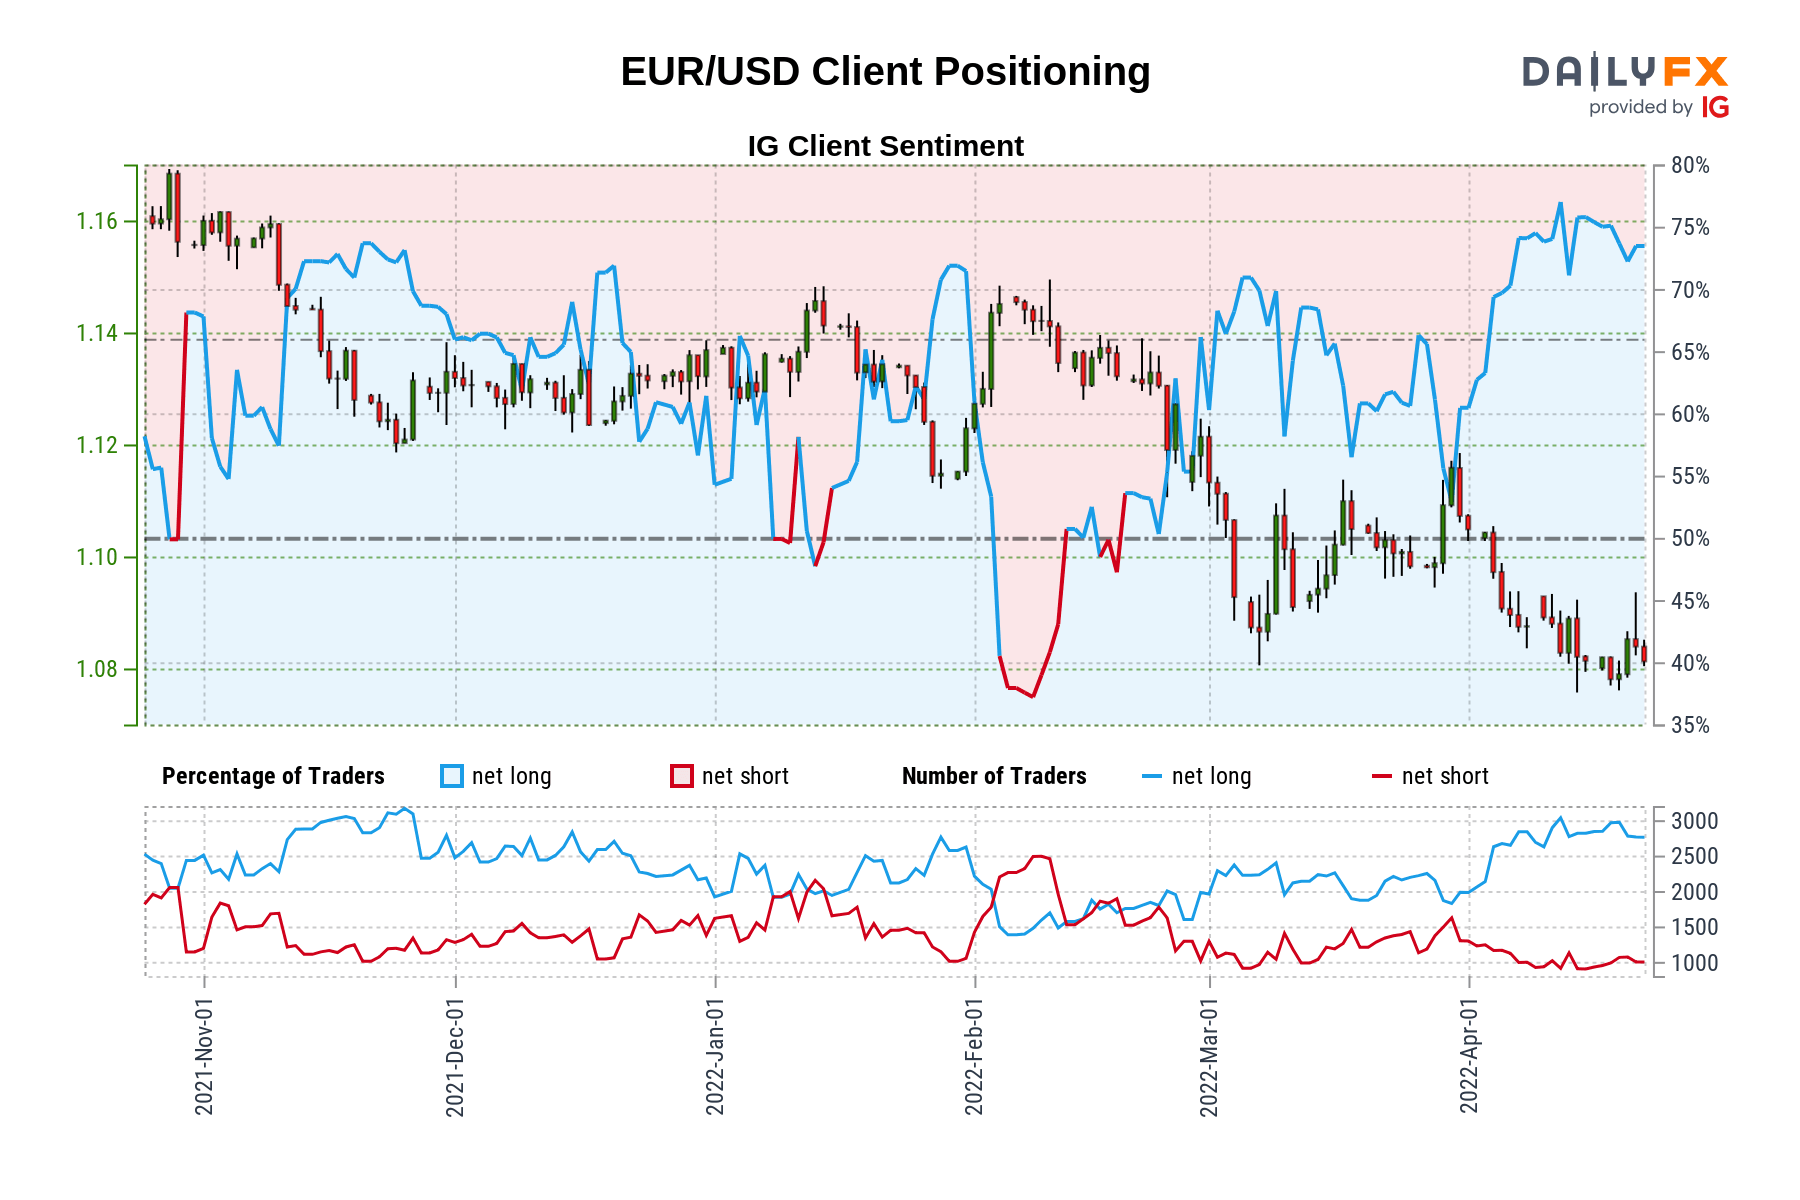 EUR/USD Client Positioning
DAILYFX
provided by IG
IG Client Sentiment
1.16
1.14
1.12
1.10
1.08
80%
75%
70%
65%
60%
55%
50%
45%
40%
35%
Percentage of Traders net long net short Number of Traders net long net short
3000
2500
2000
1500
1000
2021-Nov-01
2021-Dec-01
2022-Jan-01
2022-Feb-01
2022-Mar-01
2022-Apr-01